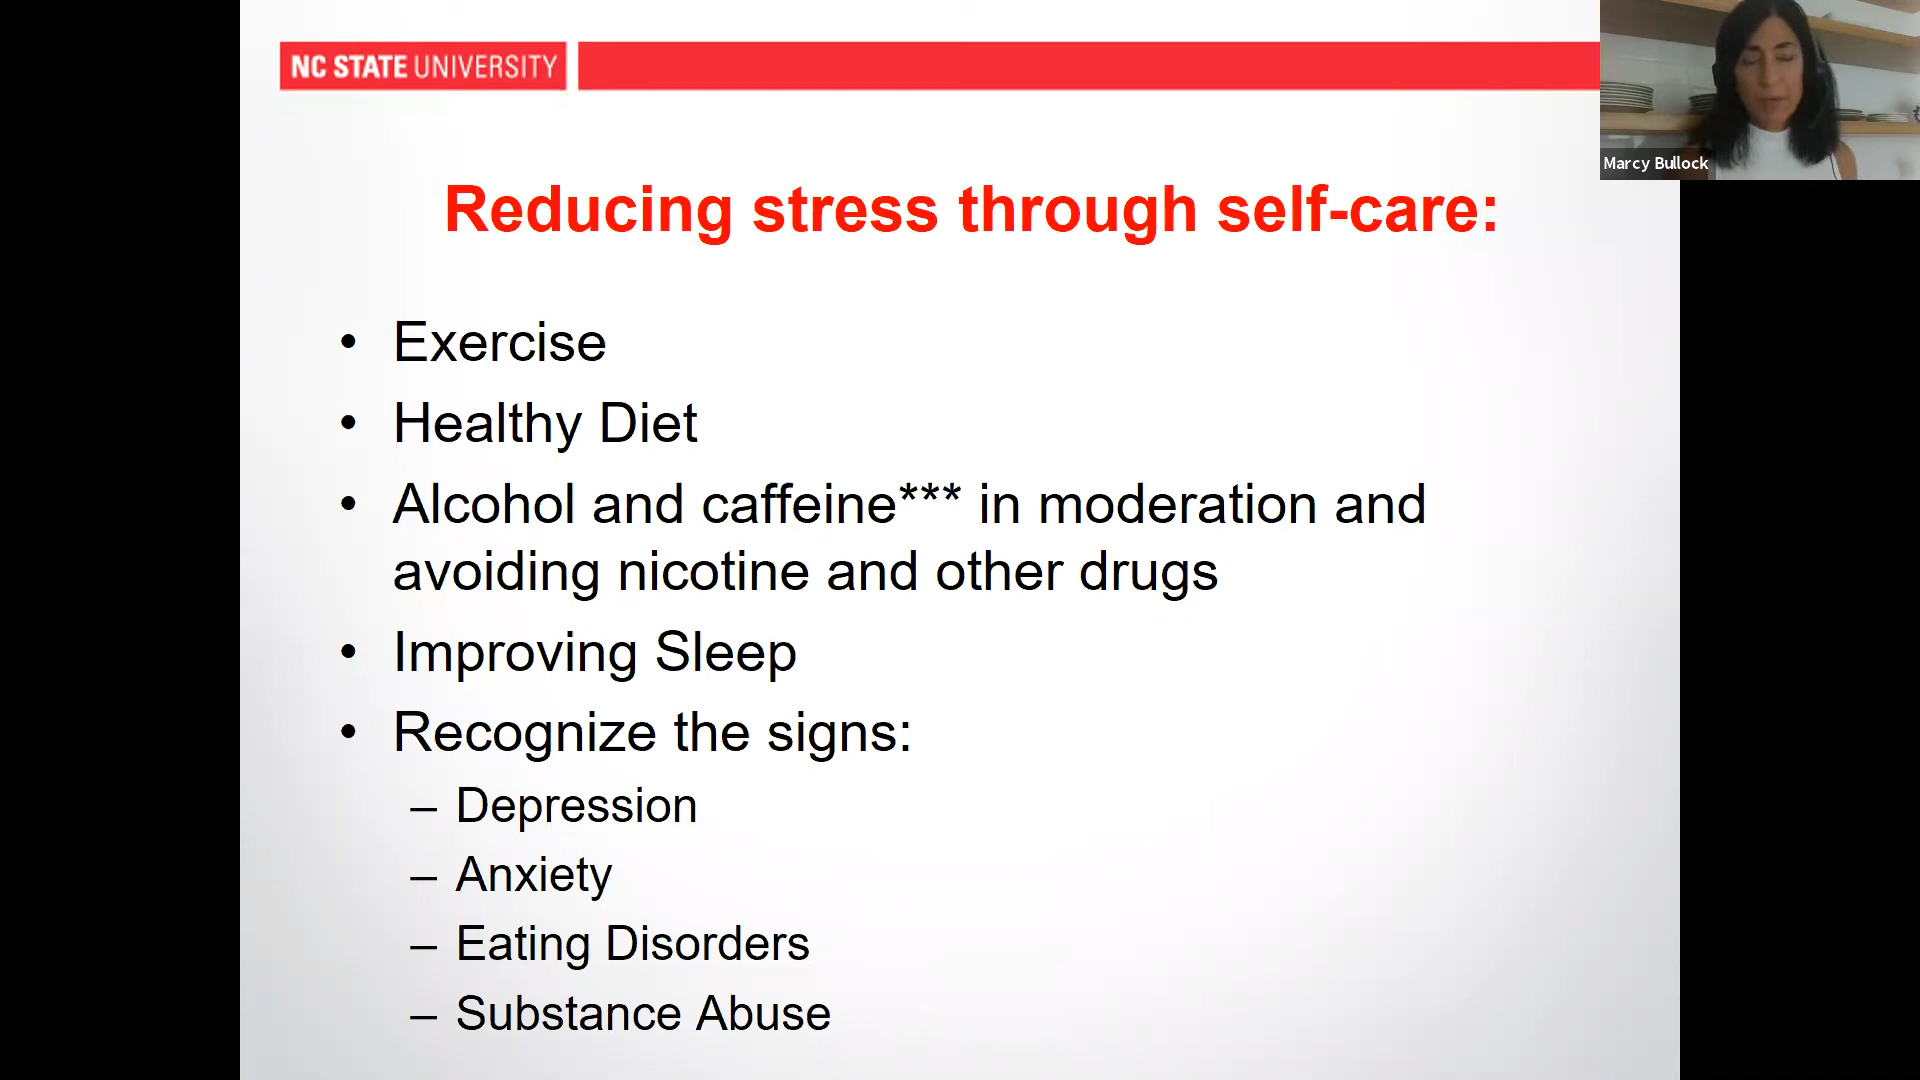 NC STATE UNIVERSITY
Marcy Bullock
Reducing stress through self-care:
• Exercise
• Healthy Diet
• Alcohol and caffeine*** in moderation and
avoiding nicotine and other drugs
• Improving Sleep
• Recognize the signs:
– Depression
– Anxiety
– Eating Disorders
– Substance Abuse